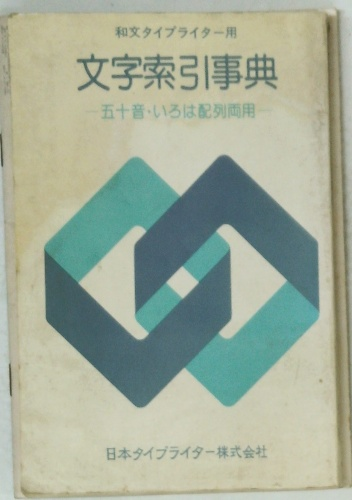 和文タイプライター用
文字索引事典
—五十音・いろは配列両用—
日本タイプライター株式会社